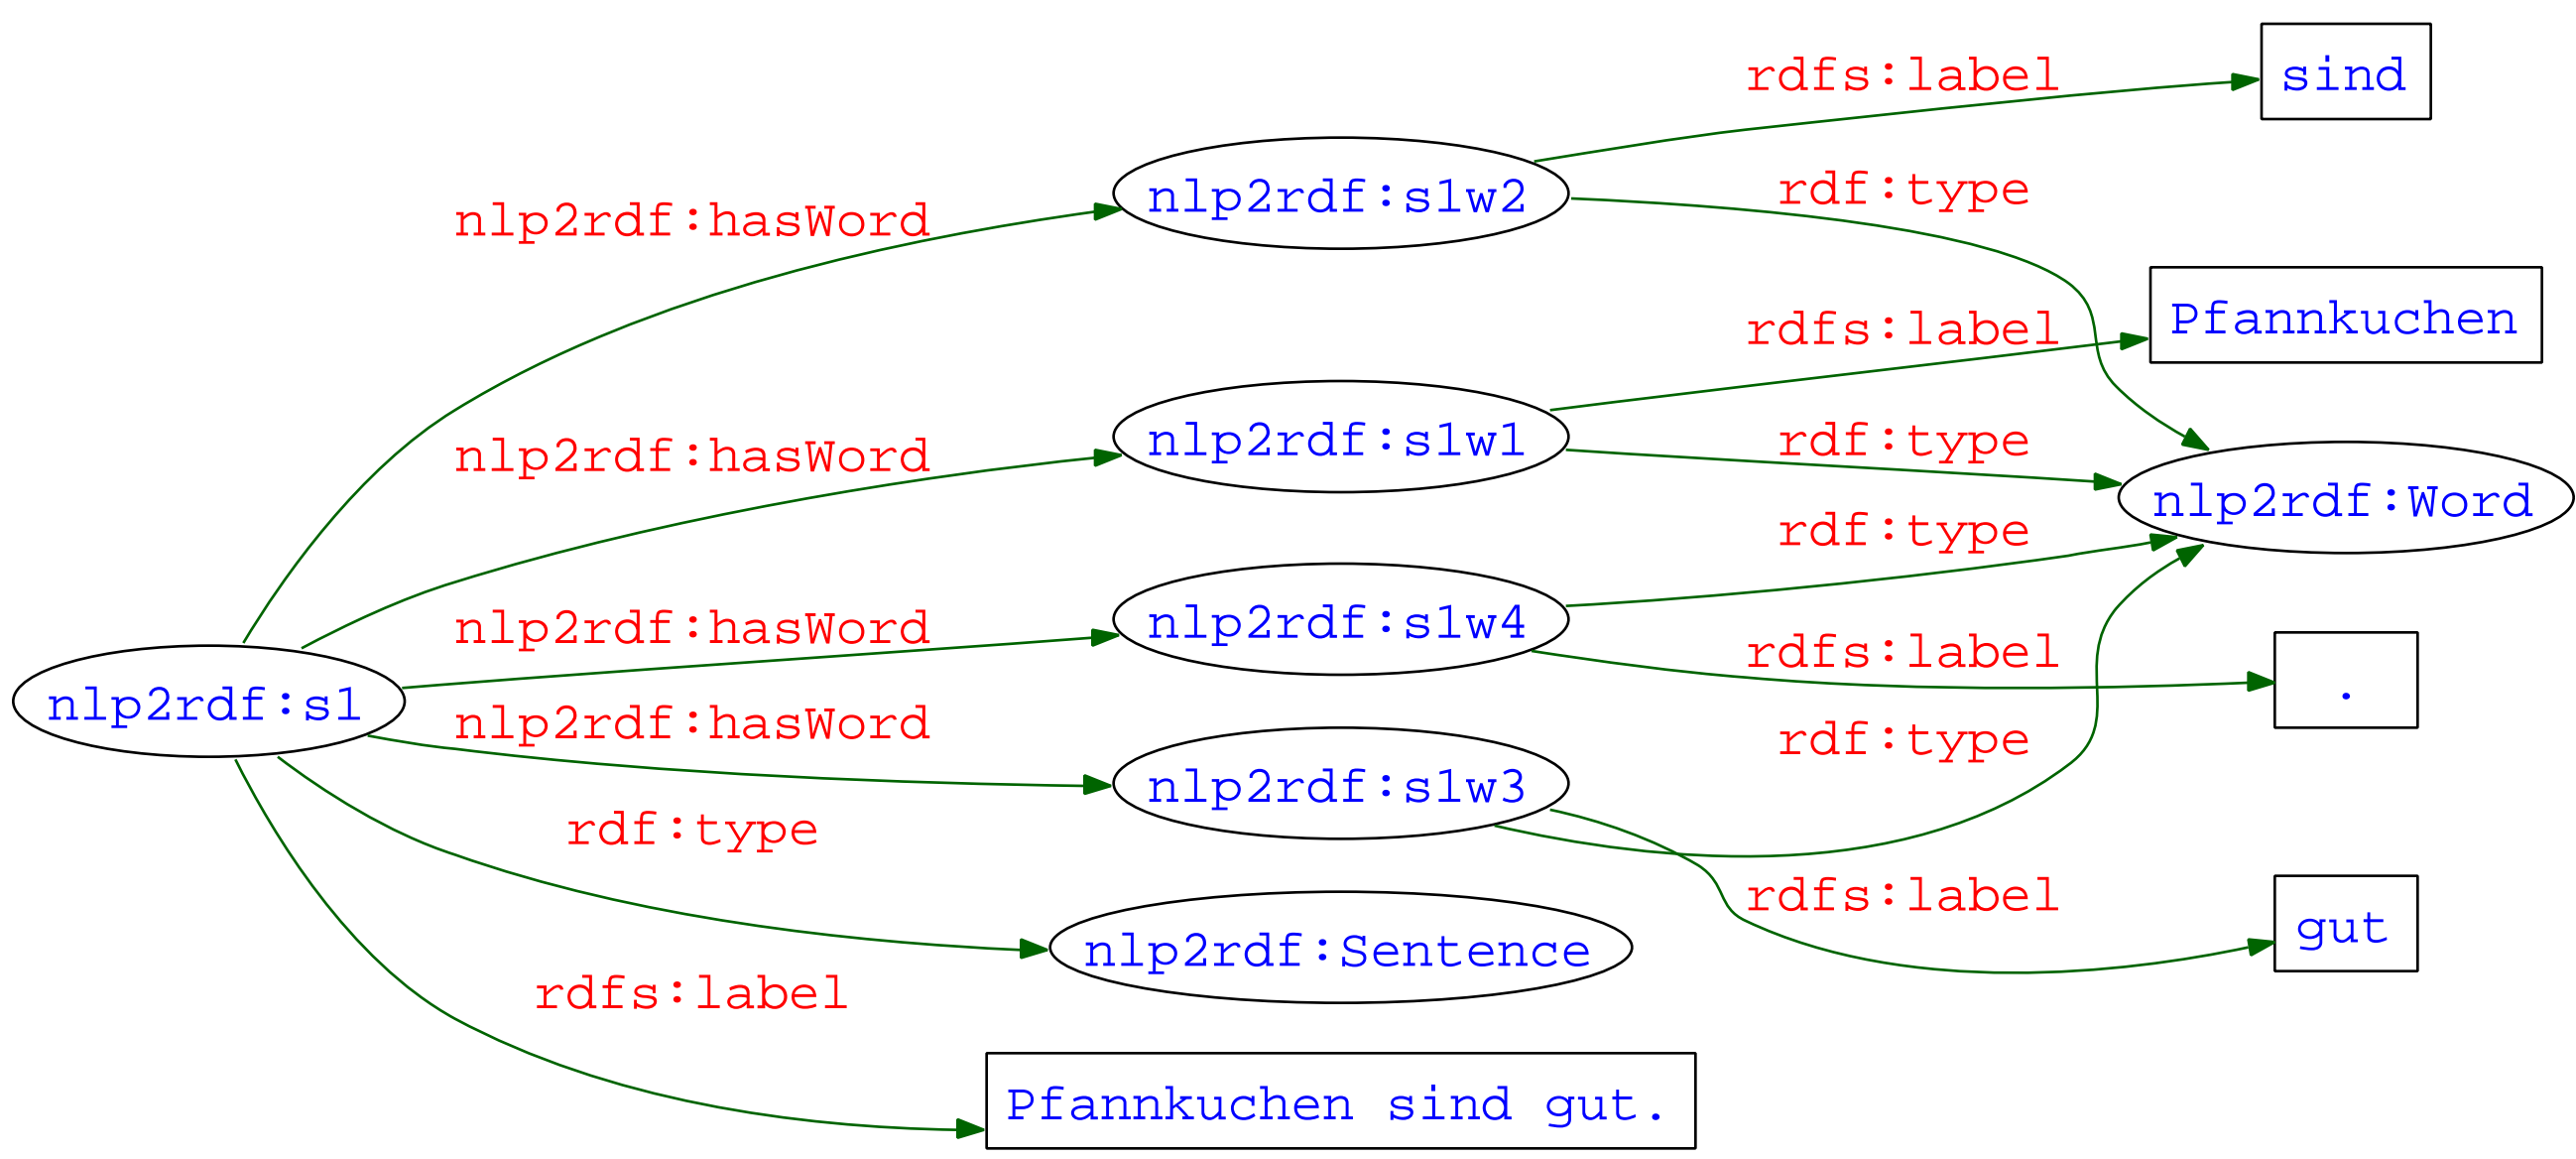 rdfs:label
sind
nlp2rdf:hasWord
nlp2rdf:s1w2
rdf:type
rdfs:label
Pfannkuchen
nlp2rdf:hasWord
nlp2rdf:s1w1
rdf:type
nlp2rdf:Word
rdf:type
nlp2rdf:hasWord
nlp2rdf:s1w4
rdfs:label
.
nlp2rdf:s1
nlp2rdf:hasWord
rdf:type
nlp2rdf:s1w3
rdf:type
rdfs:label
gut
nlp2rdf:Sentence
rdfs:label
Pfannkuchen sind gut.